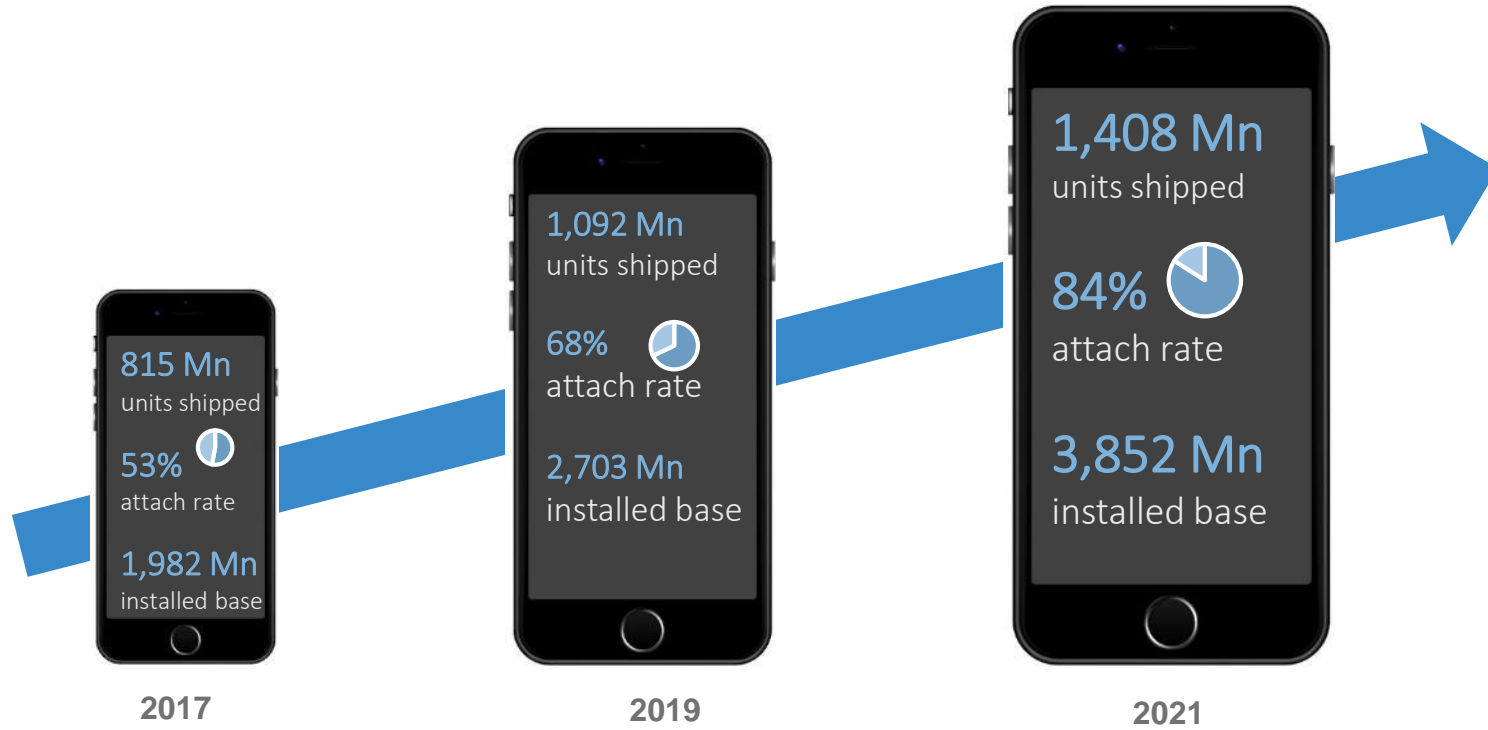 815 Mn
units shipped
53%
attach rate
1,982 Mn
installed base
2017
1,092 Mn
units shipped
68%
attach rate
2,703 Mn
installed base
2019
1,408 Mn
units shipped
84%
attach rate
3,852 Mn
installed base
2021